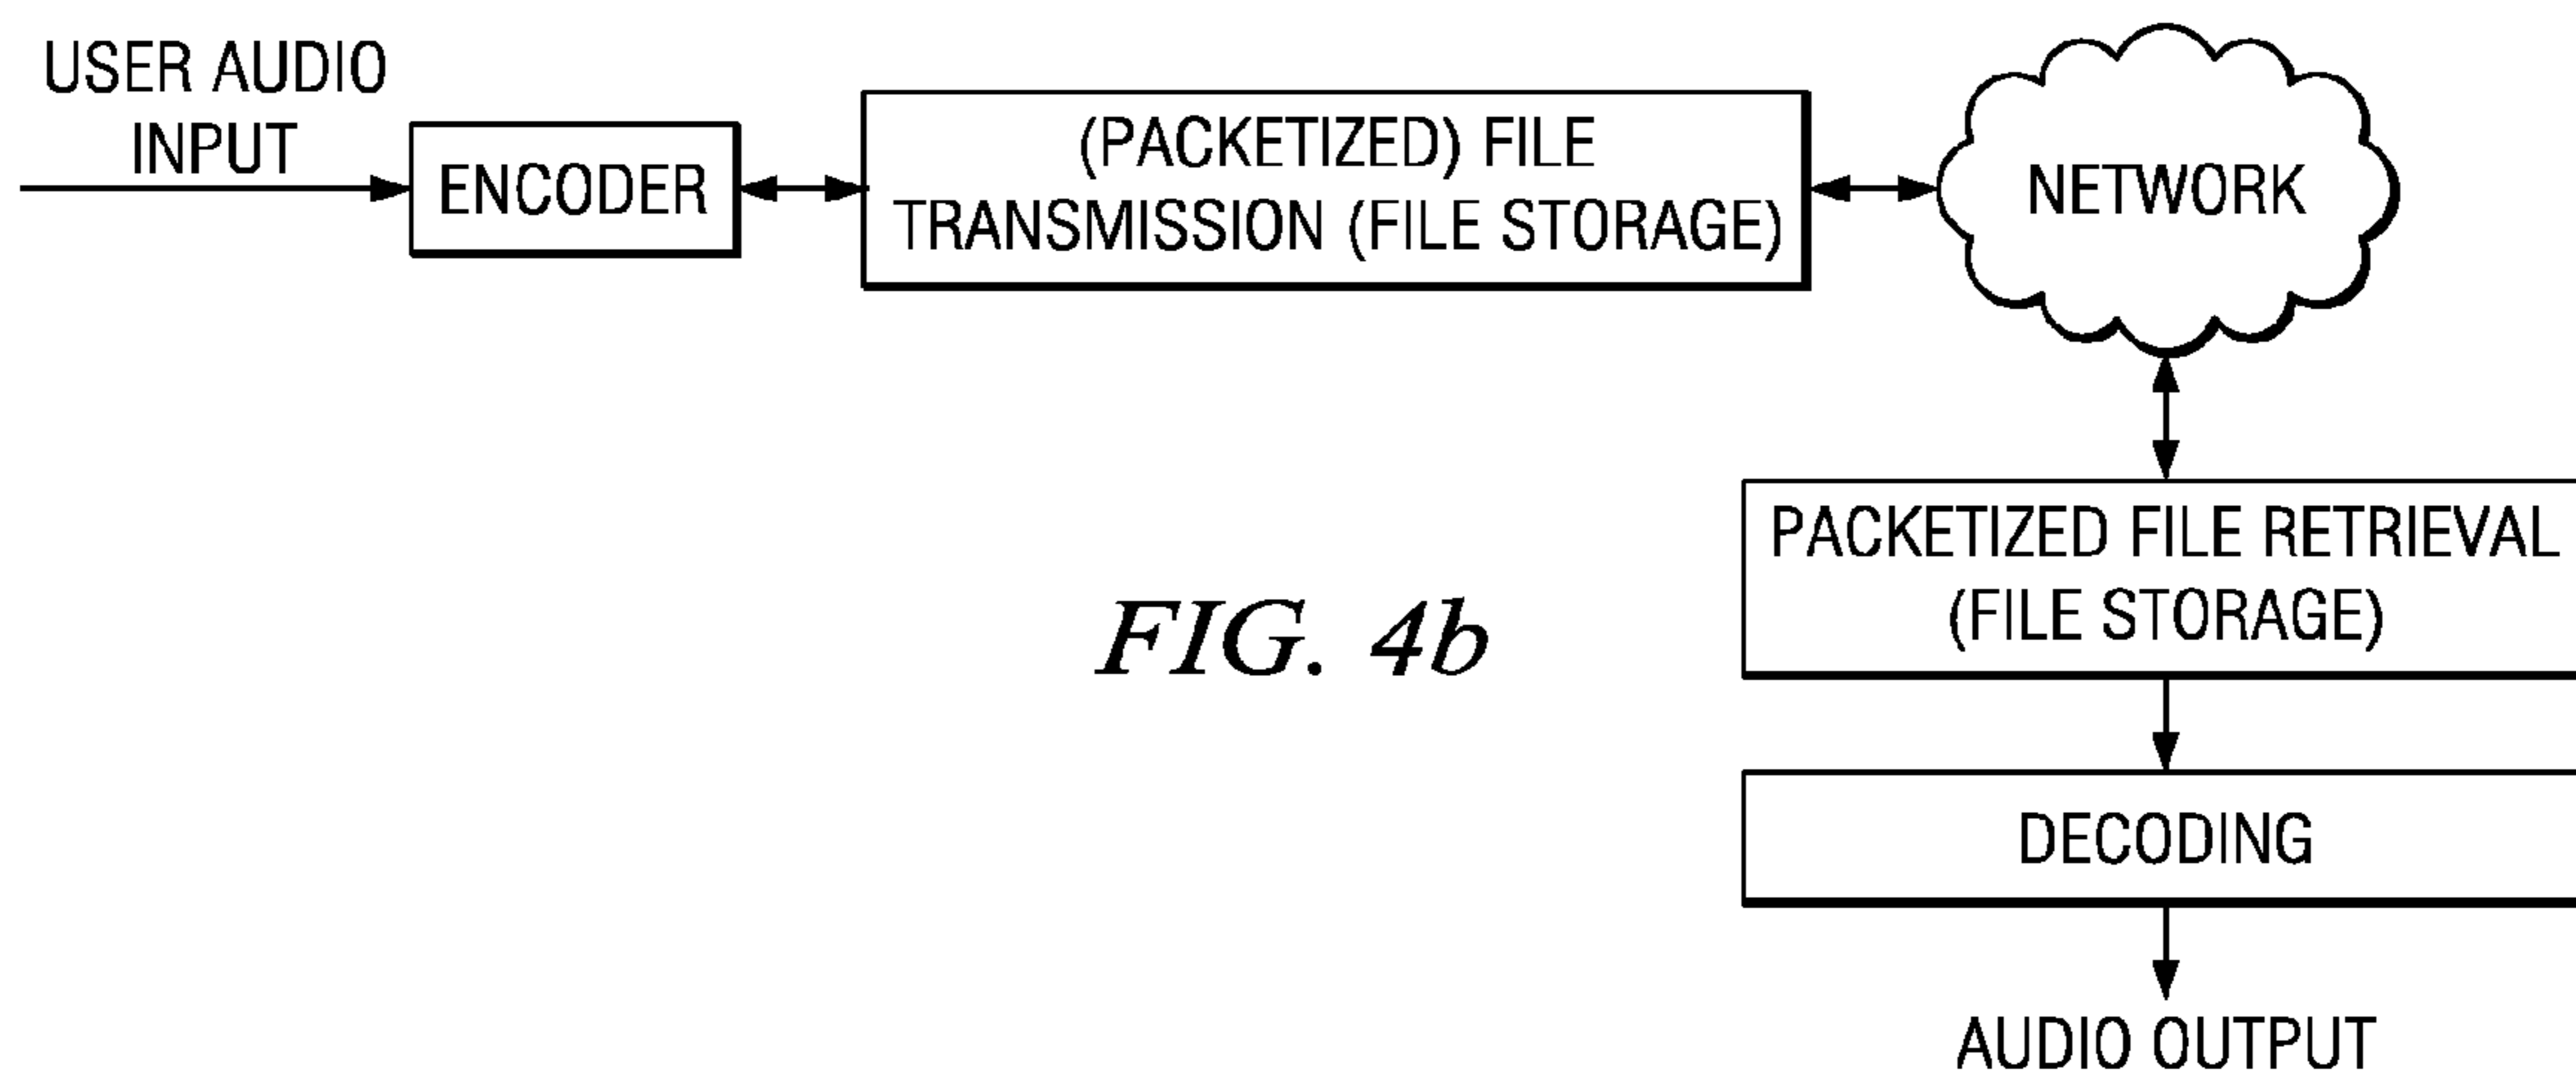 USER AUDIO
INPUT
ENCODER
(PACKETIZED) FILE
TRANSMISSION (FILE STORAGE)
NETWORK
PACKETIZED FILE RETRIEVAL
(FILE STORAGE)
DECODING
AUDIO OUTPUT
FIG. 4b